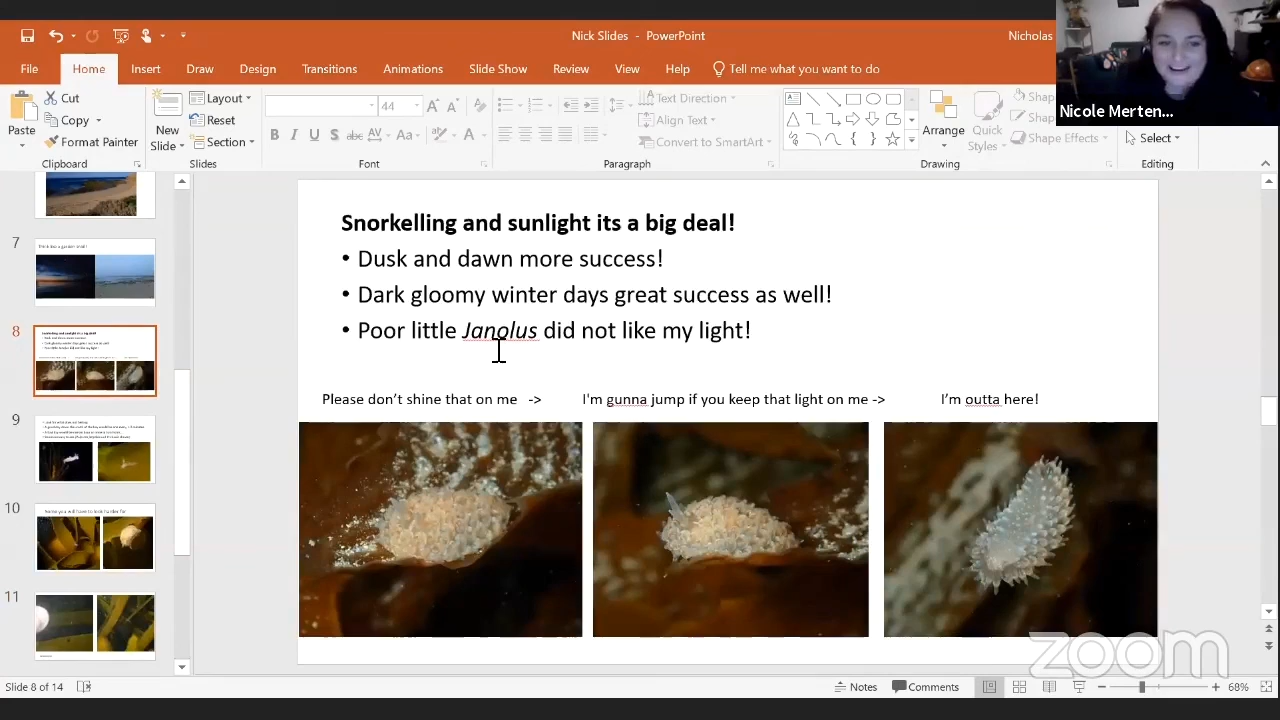 Nick Slides - PowerPoint
Nicholas
File Home Insert Draw Design Transitions Animations Slide Show Review View Help Tell me what you want to do
Nicole Merten...
Paste
Cut
Copy
Format Painter
Clipboard
New Slide
Layout
Reset
Section
Slides
44
Font
Text Direction
Align Text
Convert to SmartArt
Paragraph
Arrange
Quick Styles
Shap
Shap
Shape Effects
Drawing
Select
Editing
7
8
9
10
11
Snorkelling and sunlight its a big deal!
• Dusk and dawn more success!
• Dark gloomy winter days great success as well!
• Poor little Janolus did not like my light!
Please don’t shine that on me ->
I'm gunna jump if you keep that light on me ->
I’m outta here!
zoom
Slide 8 of 14
Notes
Comments
68%